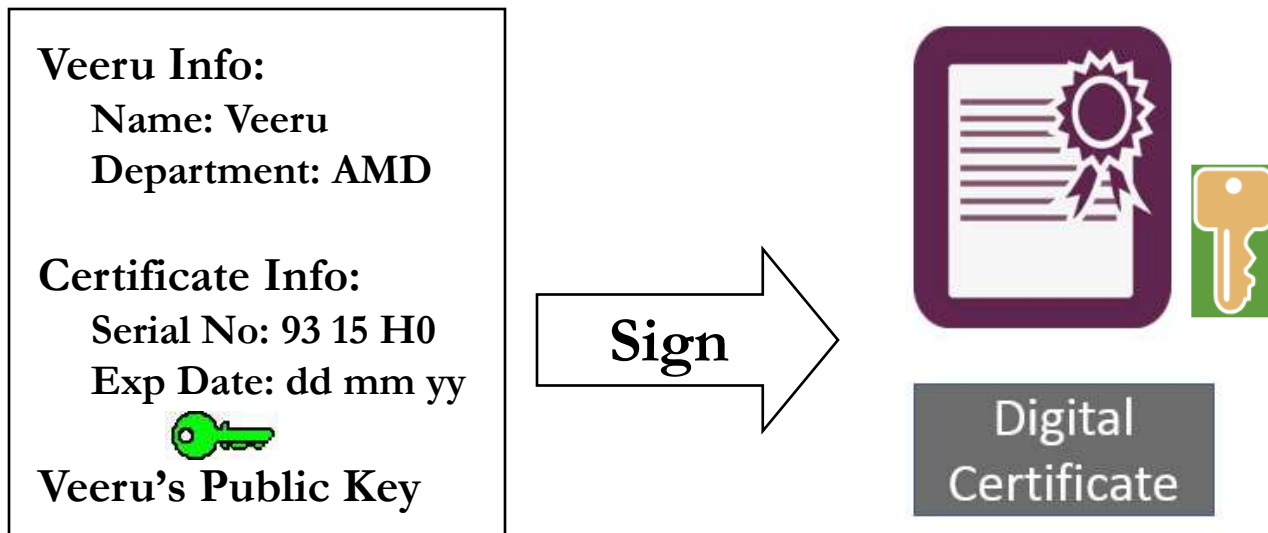 Veeru Info:
Name: Veeru
Department: AMD
Certificate Info:
Serial No: 93 15 H0
Exp Date: dd mm yy
Veeru’s Public Key
Sign
Digital
Certificate